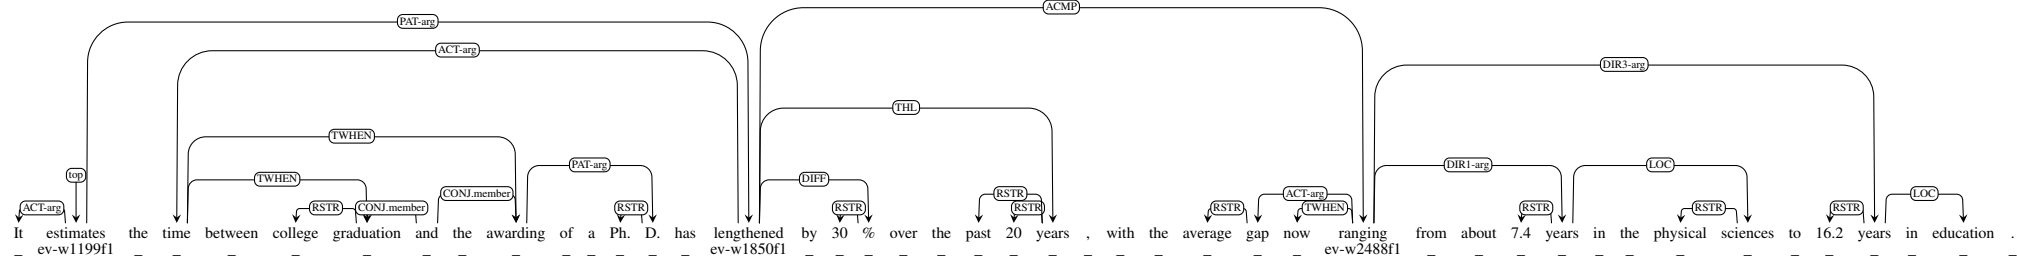 ACMP
PAT-arg
ACT-arg
DIR3-arg
THL
TWHEN
PAT-arg DIR1-arg LOC
top TWHEN DIFF
CONJ.member RSTR ACT-arg LOC
ACT-arg RSTR CONJ.member RSTR RSTR RSTR RSTR TWHEN RSTR RSTR RSTR
It estimates the time between college graduation and the awarding of a Ph. D. has lengthened by 30 % over the past 20 years , with the average gap now ranging from about 7.4 years in the physical sciences to 16.2 years in education .
_ ev-w1199f1 _ _ _ _ _ _ _ _ _ _ _ _ _ ev-w1850f1 _ _ _ _ _ _ _ _ _ _ _ _ _ _ ev-w2488f1 _ _ _ _ _ _ _ _ _ _ _ _ _ _